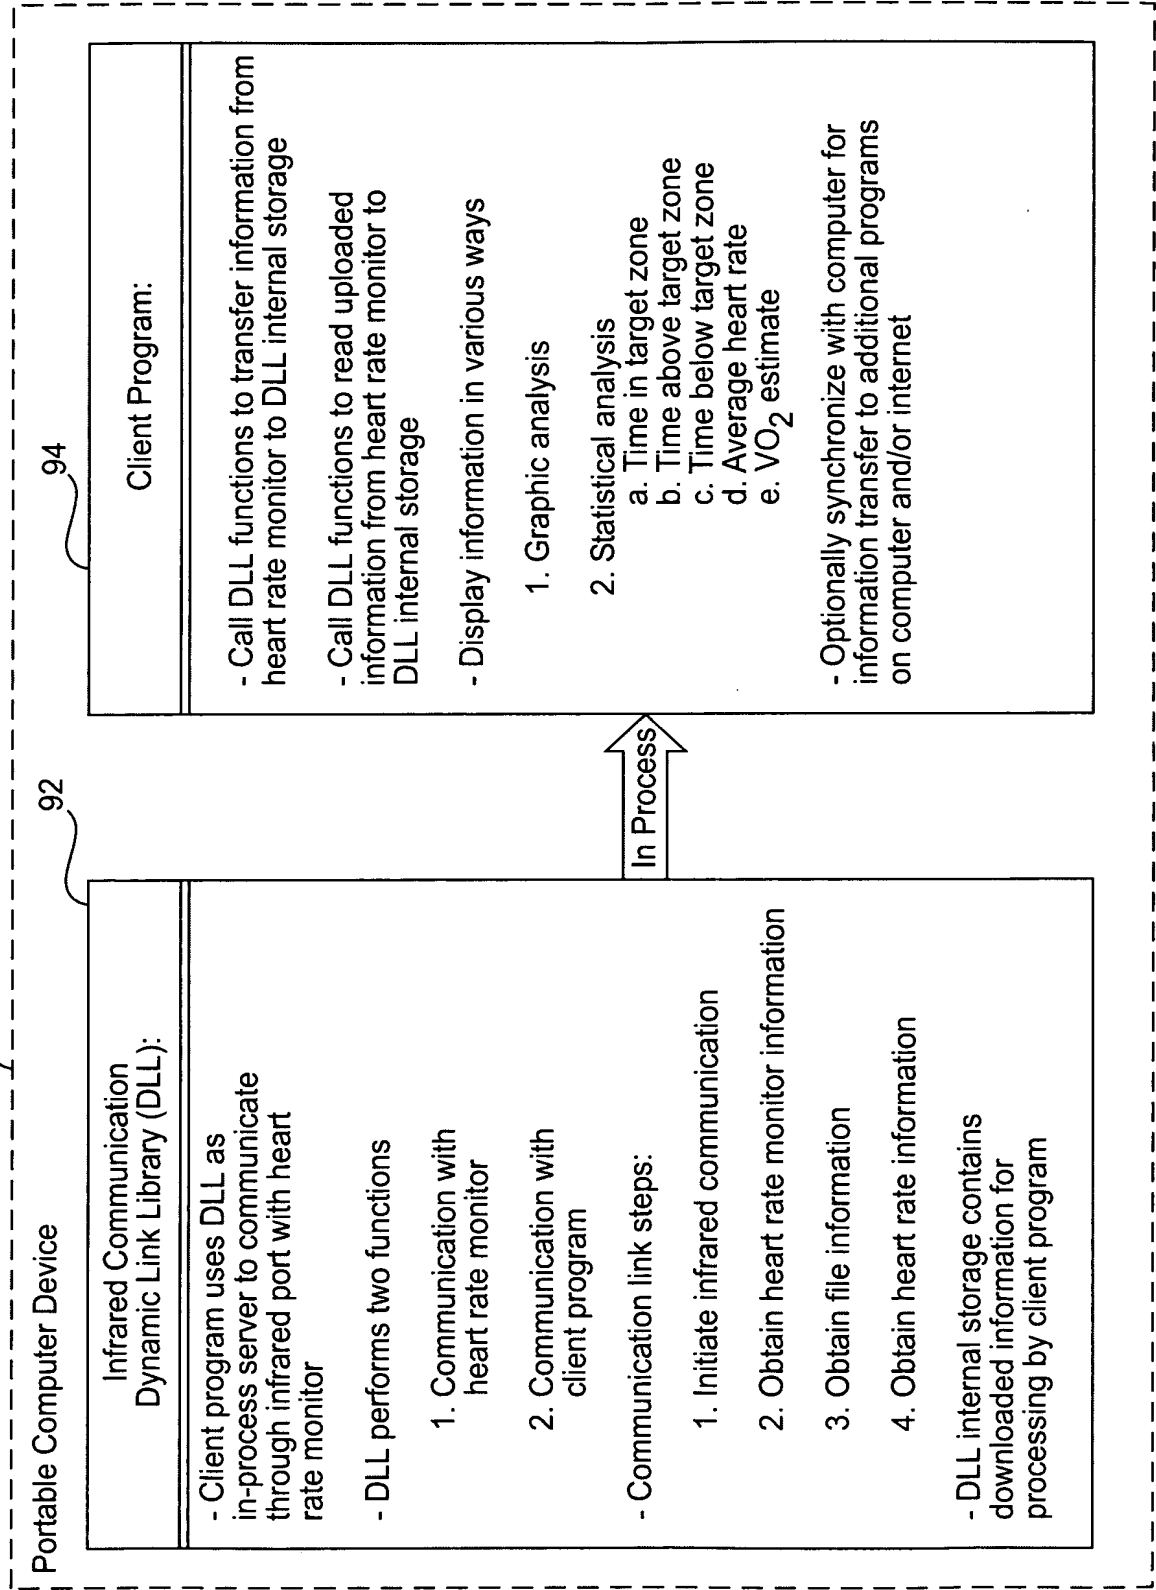 Portable Computer Device
92
Infrared Communication
Dynamic Link Library (DLL):
- Client program uses DLL as
in-process server to communicate
through infrared port with heart
rate monitor
- DLL performs two functions
1. Communication with
heart rate monitor
2. Communication with
client program
- Communication link steps:
1. Initiate infrared communication
2. Obtain heart rate monitor information
3. Obtain file information
4. Obtain heart rate information
- DLL internal storage contains
downloaded information for
processing by client program
In Process
94
Client Program:
- Call DLL functions to transfer information from
heart rate monitor to DLL internal storage
- Call DLL functions to read uploaded
information from heart rate monitor to
DLL internal storage
- Display information in various ways
1. Graphic analysis
2. Statistical analysis
a. Time in target zone
b. Time above target zone
c. Time below target zone
d. Average heart rate
e. VO2 estimate
- Optionally synchronize with computer for
information transfer to additional programs
on computer and/or internet